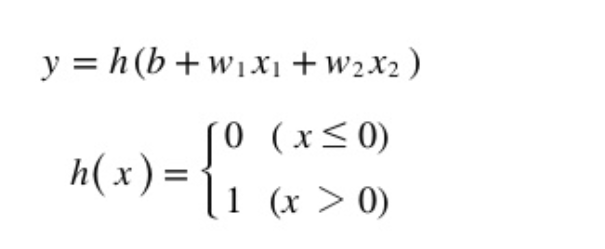 y = h(b + w₁x₁ + w₂x₂ )
h( x ) = { 0 ( x ≤ 0)
1 (x > 0)